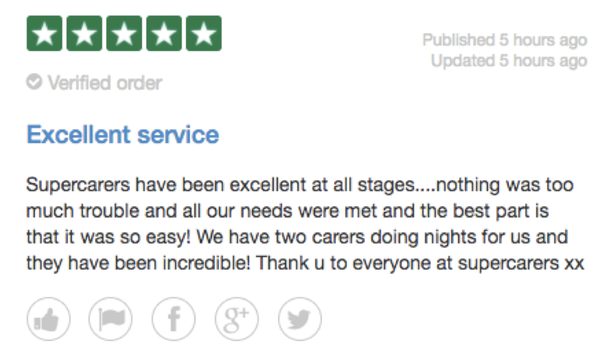 Published 5 hours ago
Updated 5 hours ago
Verified order
Excellent service
Supercarers have been excellent at all stages....nothing was too
much trouble and all our needs were met and the best part is
that it was so easy! We have two carers doing nights for us and
they have been incredible! Thank u to everyone at supercarers xx
f
g+